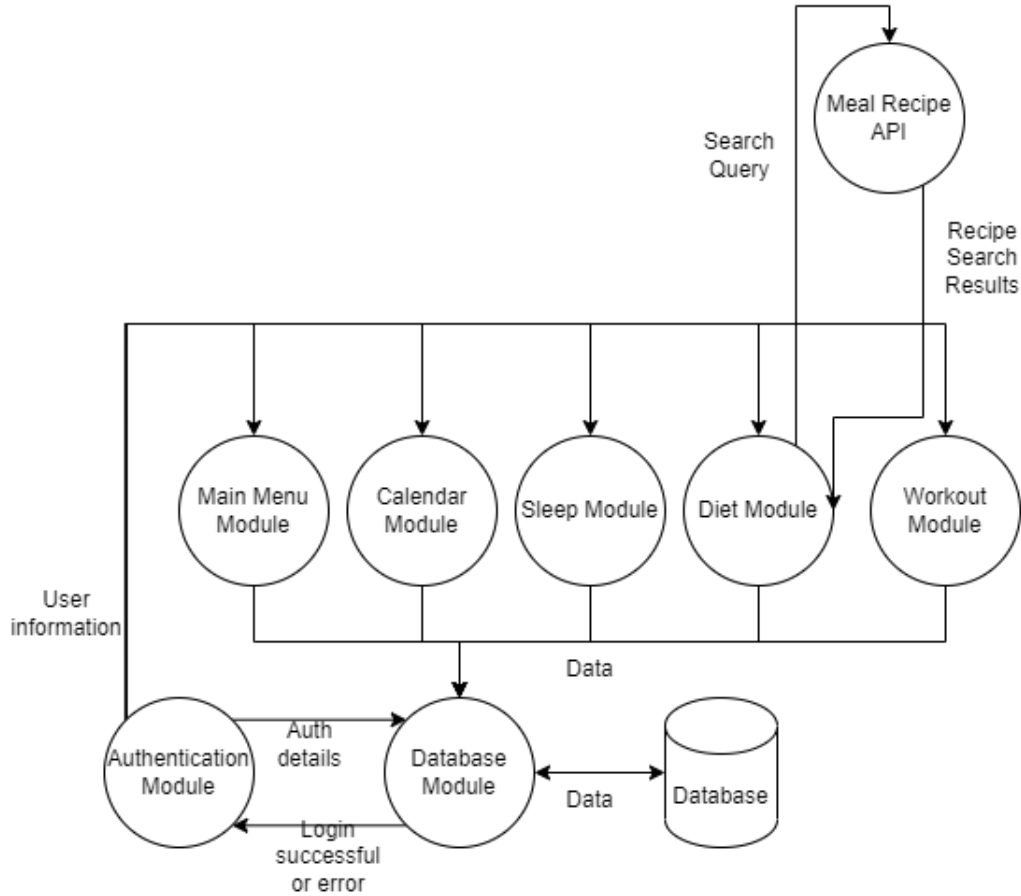 Meal Recipe
API
Search
Query
Recipe
Search
Results
Main Menu
Module
Calendar
Module
Sleep Module
Diet Module
Workout
Module
User
information
Data
Authentication
Module
Auth
details
Database
Module
Data
Database
Login
successful
or error